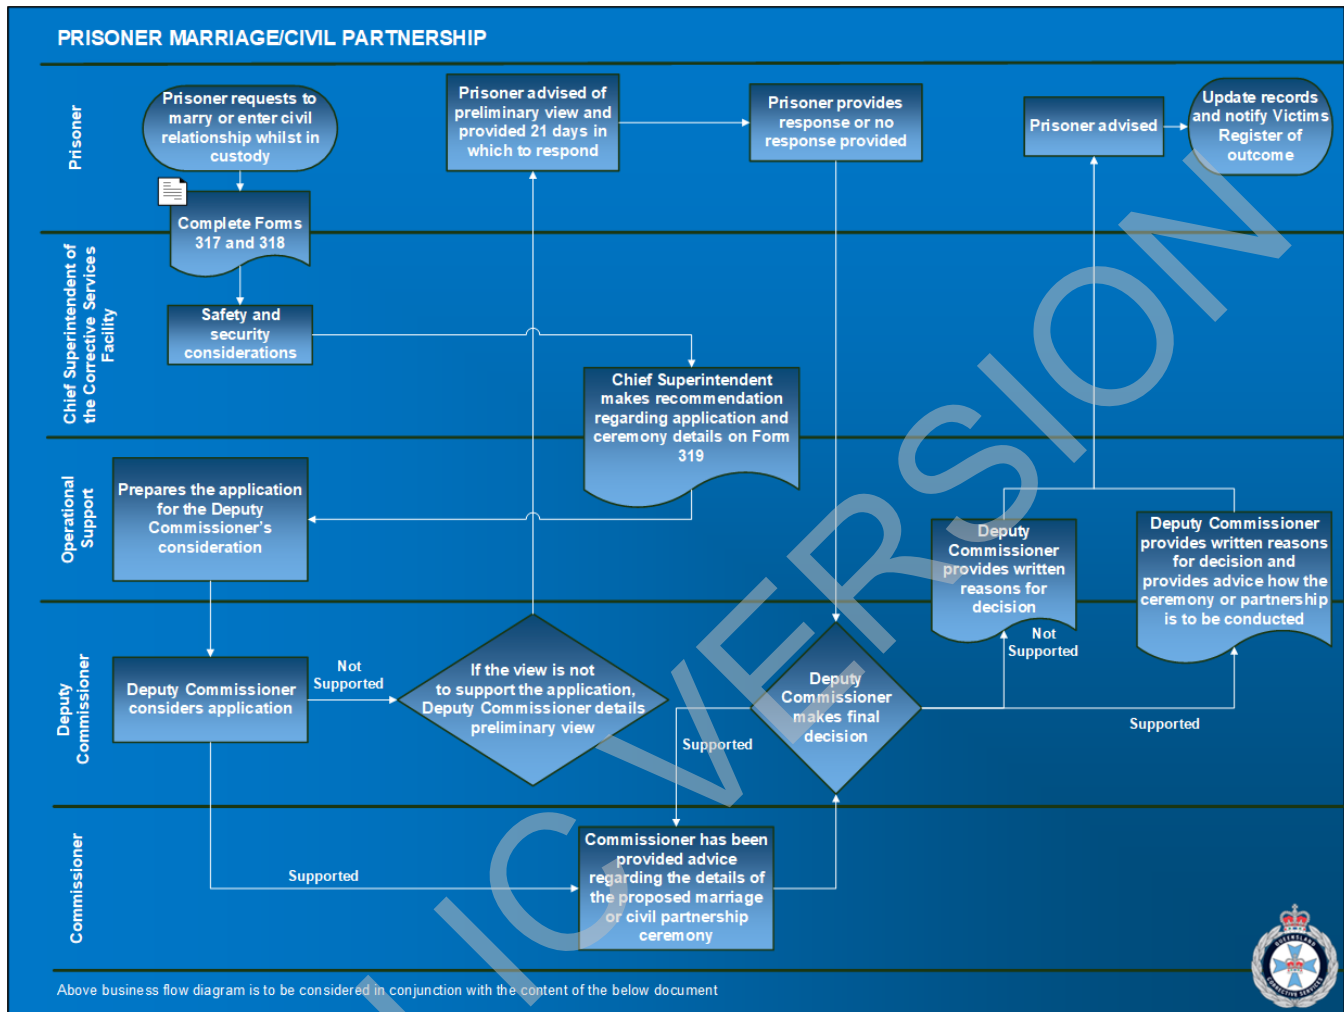 PRISONER MARRIAGE/CIVIL PARTNERSHIP
Prisoner
Prisoner requests to
marry or enter civil
relationship whilst in
custody
Prisoner advised of
preliminary view and
provided 21 days in
which to respond
Prisoner provides
response or no
response provided
Prisoner advised
Update records
and notify Victims
Register of
outcome
Complete Forms
317 and 318
Chief Superintendent of
the Corrective Services
Facility
Safety and
security
considerations
Chief Superintendent
makes recommendation
regarding application and
ceremony details on Form
319
Operational
Support
Prepares the application
for the Deputy
Commissioner's
consideration
Deputy
Commissioner
provides written
reasons for
decision
Deputy Commissioner
provides written reasons
for decision and
provides advice how the
ceremony or partnership
is to be conducted
Deputy
Commissioner
Deputy Commissioner
considers application
Not
Supported
If the view is not
to support the application,
Deputy Commissioner details
preliminary view
Deputy
Commissioner
makes final
decision
Not
Supported
Supported
Supported
Commissioner
Supported
Commissioner has been
provided advice
regarding the details of
the proposed marriage
or civil partnership
ceremony
Above business flow diagram is to be considered in conjunction with the content of the below document
QUEENSLAND
CORRECTIVE SERVICES
IC VERSION